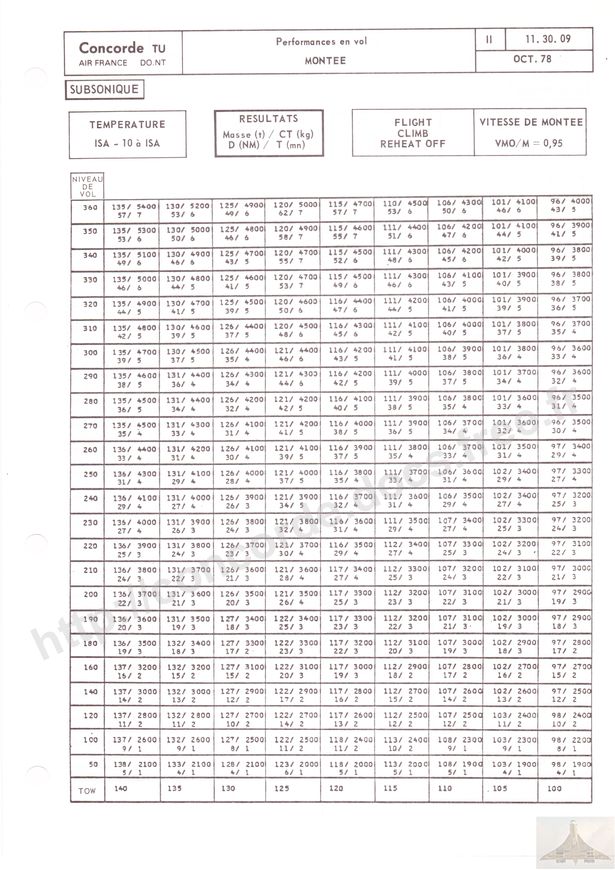 Concorde TU
AIR FRANCE DO.NT
Performances en vol
MONTEE
II 11. 30. 09
OCT. 78
SUBSONIQUE
TEMPERATURE
ISA - 10 à ISA
RESULTATS
Masse (t) / CT (kg)
D (NM) / T (mn)
FLIGHT
CLIMB
REHEAT OFF
VITESSE DE MONTEE
VMO/M = 0,95
NIVEAU
DE
VOL
360 135/ 5400 130/ 5200 125/ 4900 120/ 5000 115/ 4700 110/ 4500 106/ 4300 101/ 4100 96/ 4000
57/ 7 53/ 6 49/ 6 62/ 7 57/ 7 53/ 6 50/ 6 46/ 6 43/ 5
350 135/ 5300 130/ 5000 125/ 4800 120/ 4900 115/ 4600 111/ 4400 106/ 4200 101/ 4100 96/ 3900
53/ 6 50/ 6 46/ 6 58/ 7 55/ 7 51/ 6 47/ 6 44/ 5 41/ 5
340 135/ 5100 130/ 4900 125/ 4700 120/ 4700 115/ 4500 111/ 4300 106/ 4200 101/ 4000 96/ 3800
49/ 6 46/ 6 43/ 5 55/ 7 52/ 6 48/ 6 45/ 6 42/ 5 39/ 5
330 135/ 5000 130/ 4800 125/ 4600 120/ 4700 115/ 4500 111/ 4300 106/ 4100 101/ 3900 96/ 3800
46/ 6 44/ 5 41/ 5 53/ 7 49/ 6 46/ 6 43/ 5 40/ 5 38/ 5
320 135/ 4900 130/ 4700 125/ 4500 120/ 4600 116/ 4400 111/ 4200 106/ 4000 101/ 3900 96/ 3700
44/ 5 41/ 5 39/ 5 50/ 6 47/ 6 44/ 5 41/ 5 39/ 5 36/ 5
310 135/ 4800 130/ 4600 126/ 4400 120/ 4500 116/ 4300 111/ 4100 106/ 4000 101/ 3800 96/ 3700
42/ 5 39/ 5 37/ 5 48/ 6 45/ 6 42/ 5 40/ 5 37/ 5 35/ 4
300 135/ 4700 130/ 4500 126/ 4400 121/ 4400 116/ 4200 111/ 4100 106/ 3900 101/ 3800 96/ 3600
39/ 5 37/ 5 35/ 4 46/ 6 43/ 5 41/ 5 38/ 5 36/ 4 33/ 4
290 135/ 4600 131/ 4400 126/ 4300 121/ 4300 116/ 4200 111/ 4000 106/ 3800 101/ 3700 96/ 3600
38/ 5 36/ 4 34/ 4 44/ 6 42/ 5 39/ 5 37/ 5 34/ 4 32/ 4
280 135/ 4500 131/ 4400 126/ 4200 121/ 4200 116/ 4100 111/ 3900 106/ 3800 101/ 3600 96/ 3500
36/ 5 34/ 4 32/ 4 42/ 5 40/ 5 38/ 5 35/ 4 33/ 4 31/ 4
270 135/ 4500 131/ 4300 126/ 4100 121/ 4200 116/ 4000 111/ 3900 106/ 3700 101/ 3600 96/ 3500
35/ 4 33/ 4 31/ 4 41/ 5 38/ 5 36/ 5 34/ 4 32/ 4 30/ 4
260 136/ 4400 131/ 4200 126/ 4100 121/ 4100 116/ 3900 111/ 3800 106/ 3700 101/ 3500 97/ 3400
33/ 4 31/ 4 30/ 4 39/ 5 37/ 5 35/ 4 33/ 4 31/ 4 29/ 4
250 136/ 4300 131/ 4100 126/ 4000 121/ 4000 116/ 3800 111/ 3700 106/ 3600 102/ 3400 97/ 3300
31/ 4 29/ 4 28/ 4 37/ 5 35/ 4 33/ 4 31/ 4 29/ 4 27/ 4
240 136/ 4100 131/ 4000 126/ 3900 121/ 3900 116/ 3700 111/ 3600 106/ 3500 102/ 3400 97/ 3200
29/ 4 27/ 4 26/ 3 34/ 5 32/ 4 31/ 4 29/ 4 27/ 4 25/ 3
230 136/ 4000 131/ 3900 126/ 3800 121/ 3800 116/ 3600 111/ 3500 107/ 3400 102/ 3300 97/ 3200
27/ 4 26/ 3 24/ 3 32/ 4 31/ 4 29/ 4 27/ 4 25/ 3 24/ 3
220 136/ 3900 131/ 3800 126/ 3700 121/ 3700 116/ 3500 112/ 3400 107/ 3300 102/ 3200 97/ 3100
25/ 3 24/ 3 23/ 3 30/ 4 29/ 4 27/ 4 25/ 3 24/ 3 22/ 3
210 136/ 3800 131/ 3700 126/ 3600 121/ 3600 117/ 3400 112/ 3300 107/ 3200 102/ 3100 97/ 3000
24/ 3 22/ 3 21/ 3 28/ 4 27/ 4 25/ 3 24/ 3 22/ 3 21/ 3
200 136/ 3700 131/ 3600 126/ 3500 121/ 3500 117/ 3300 112/ 3200 107/ 3100 102/ 3000 97/ 2900
22/ 3 21/ 3 20/ 3 26/ 4 25/ 3 23/ 3 22/ 3 21/ 3 19/ 3
190 136/ 3600 131/ 3500 127/ 3400 122/ 3400 117/ 3300 112/ 3200 107/ 3100 102/ 3000 97/ 2900
20/ 3 19/ 3 18/ 3 25/ 3 23/ 3 22/ 3 21/ 3 19/ 3 18/ 3
180 136/ 3500 132/ 3400 127/ 3300 122/ 3300 117/ 3200 112/ 3100 107/ 3000 102/ 2900 97/ 2800
19/ 3 18/ 3 17/ 2 23/ 3 22/ 3 20/ 3 19/ 3 18/ 3 17/ 2
160 137/ 3200 132/ 3200 127/ 3100 122/ 3100 117/ 3000 112/ 2900 107/ 2800 102/ 2700 97/ 2700
16/ 2 15/ 2 15/ 2 20/ 3 19/ 3 18/ 2 17/ 2 16/ 2 15/ 2
140 137/ 3000 132/ 3000 127/ 2900 122/ 2900 117/ 2800 112/ 2700 107/ 2600 102/ 2600 97/ 2500
14/ 2 13/ 2 12/ 2 17/ 2 16/ 2 15/ 2 14/ 2 13/ 2 12/ 2
120 137/ 2800 132/ 2800 127/ 2700 122/ 2700 117/ 2600 112/ 2500 107/ 2500 103/ 2400 98/ 2400
11/ 2 11/ 2 10/ 2 14/ 2 13/ 2 12/ 2 12/ 2 11/ 2 10/ 2
100 137/ 2600 132/ 2600 127/ 2500 122/ 2500 118/ 2400 113/ 2400 108/ 2300 103/ 2300 98/ 2200
9/ 1 9/ 1 8/ 1 11/ 2 11/ 2 10/ 2 9/ 1 9/ 1 8/ 1
50 138/ 2100 133/ 2100 128/ 2100 123/ 2000 118/ 2000 113/ 2000 108/ 1900 103/ 1900 98/ 1900
5/ 1 4/ 1 4/ 1 6/ 1 5/ 1 5/ 1 5/ 1 4/ 1 4/ 1
TOW 140 135 130 125 120 115 110 105 100
http://concorde.docs.free.fr